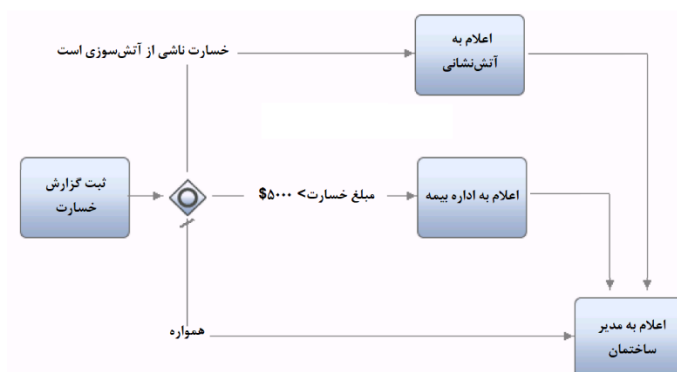 خسارت ناشی از آتش‌سوزی است
اعلام به
آتش‌نشانی
ثبت گزارش
خسارت
مبلغ خسارت> ۵۰۰۰$
اعلام به اداره بیمه
همواره
اعلام به مدیر
ساختمان